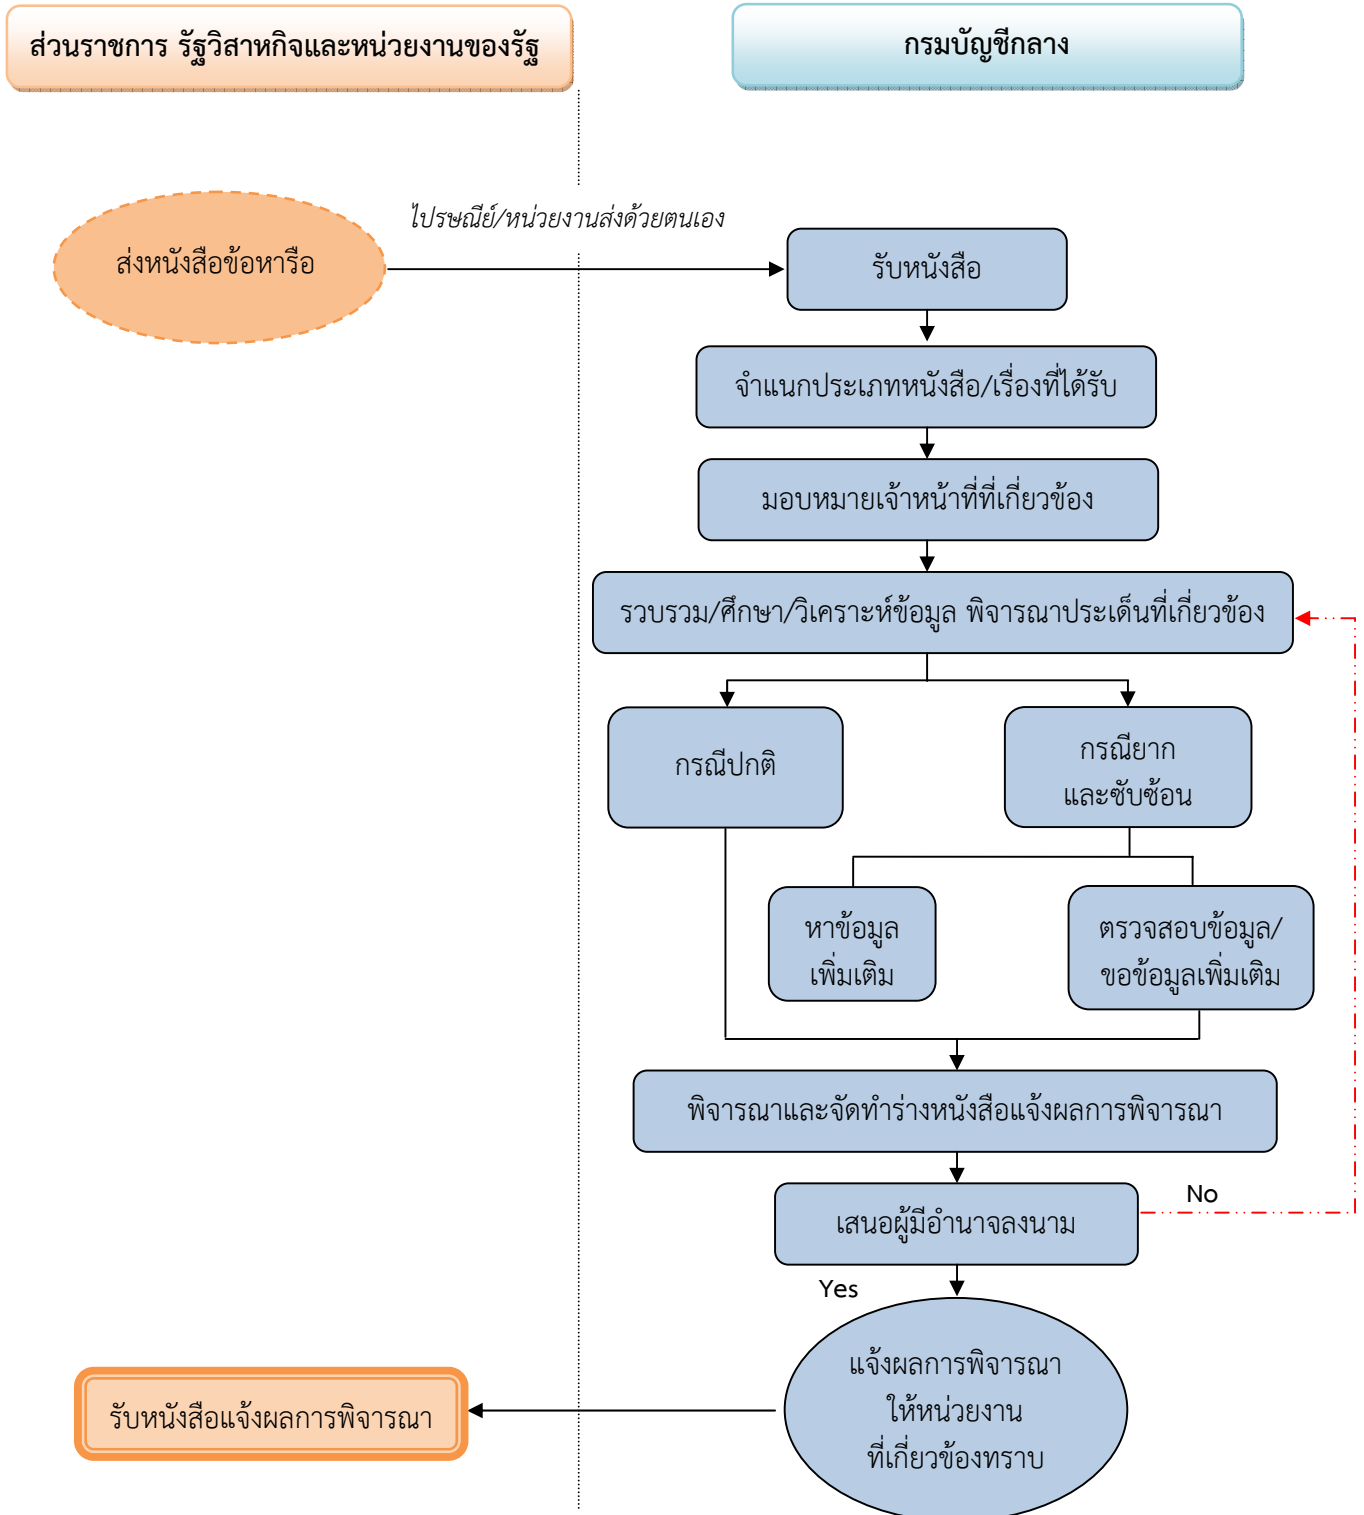 ส่วนราชการ รัฐวิสาหกิจและหน่วยงานของรัฐ
กรมบัญชีกลาง
ไปรษณีย์/หน่วยงานส่งด้วยตนเอง
ส่งหนังสือข้อหารือ
รับหนังสือ
จำแนกประเภทหนังสือ/เรื่องที่ได้รับ
มอบหมายเจ้าหน้าที่ที่เกี่ยวข้อง
รวบรวม/ศึกษา/วิเคราะห์ข้อมูล พิจารณาประเด็นที่เกี่ยวข้อง
กรณีปกติ
กรณียาก
และซับซ้อน
หาข้อมูล
เพิ่มเติม
ตรวจสอบข้อมูล/
ขอข้อมูลเพิ่มเติม
พิจารณาและจัดทำร่างหนังสือแจ้งผลการพิจารณา
เสนอผู้มีอำนาจลงนาม
No
Yes
แจ้งผลการพิจารณา
ให้หน่วยงาน
ที่เกี่ยวข้องทราบ
รับหนังสือแจ้งผลการพิจารณา